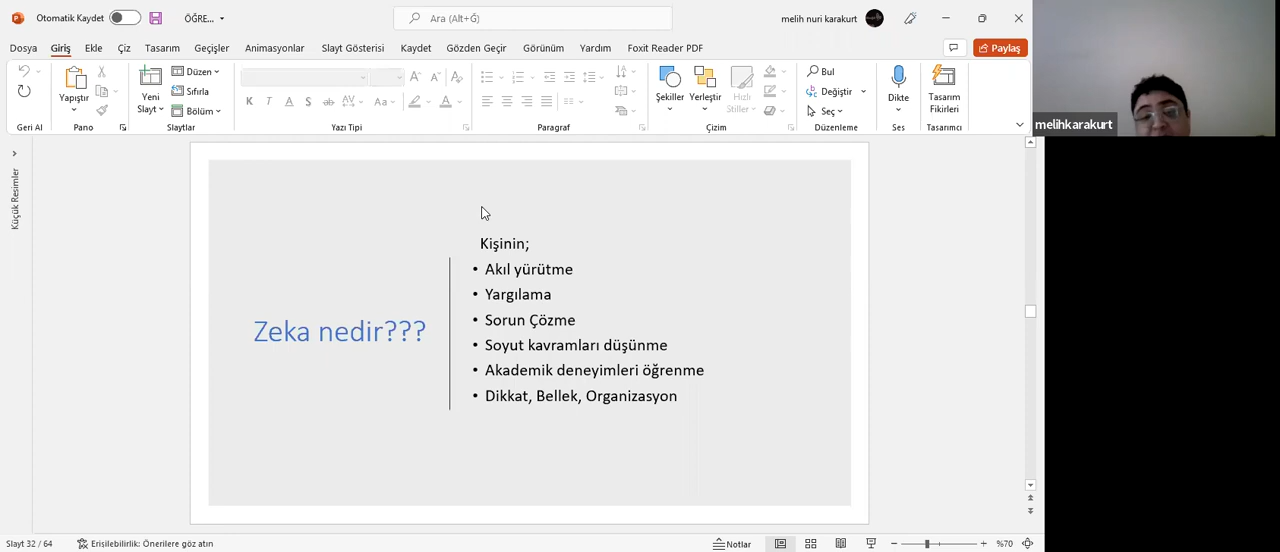 Otomatik Kaydet
ÖĞRE...
Ara (Alt+Ğ)
melih nuri karakurt
Dosya Giriş Ekle Çiz Tasarım Geçişler Animasyonlar Slayt Gösterisi Kaydet Gözden Geçir Görünüm Yardım Foxit Reader PDF
Paylaş
Yapıştır
Yeni
Slayt
Düzen
Sıfırla
Bölüm
K T A S ab AV Aa A
Şekiller
Yerleştir
Hızlı
Stiller
Bul
Değiştir
Seç
Dikte
Tasarım
Fikirleri
Geri Al Pano Slaytlar Yazı Tipi Paragraf Çizim Düzenleme Ses Tasarımcı
melihkarakurt
Küçük Resimler
Zeka nedir???
Kişinin;
• Akıl yürütme
• Yargılama
• Sorun Çözme
• Soyut kavramları düşünme
• Akademik deneyimleri öğrenme
• Dikkat, Bellek, Organizasyon
Slayt 32 / 64
Erişilebilirlik: Önerilere göz atın
Notlar
%70